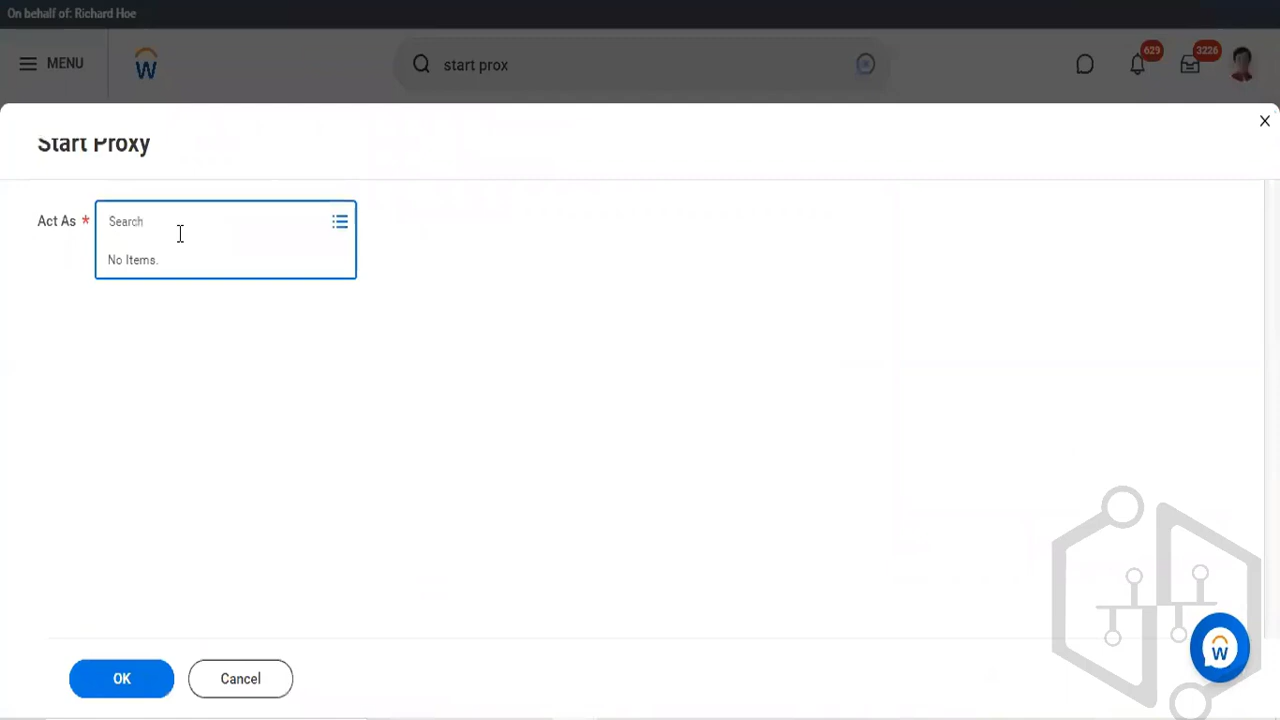 On behalf of: Richard Hoe
MENU
start prox
629
3226
Start Proxy
Act As *
Search
No Items.
OK
Cancel